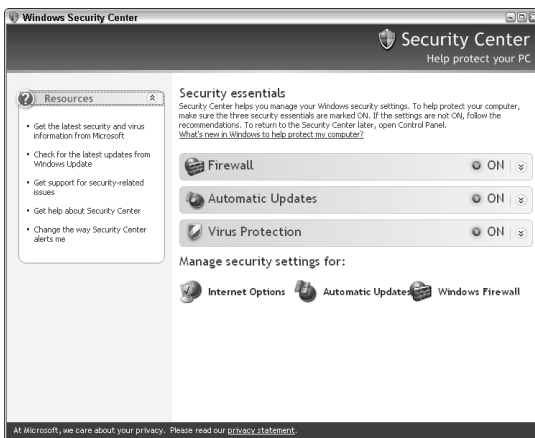 Windows Security Center
Security Center
Help protect your PC
Resources
• Get the latest security and virus
information from Microsoft
• Check for the latest updates from
Windows Update
• Get support for security-related
issues
• Get help about Security Center
• Change the way Security Center
alerts me
Security essentials
Security Center helps you manage your Windows security settings. To help protect your computer,
make sure the three security essentials are marked ON. If the settings are not ON, follow the
recommendations. To return to the Security Center later, open Control Panel.
What's new in Windows to help protect my computer?
Firewall ON
Automatic Updates ON
Virus Protection ON
Manage security settings for:
Internet Options Automatic Updates Windows Firewall
At Microsoft, we care about your privacy. Please read our privacy statement.